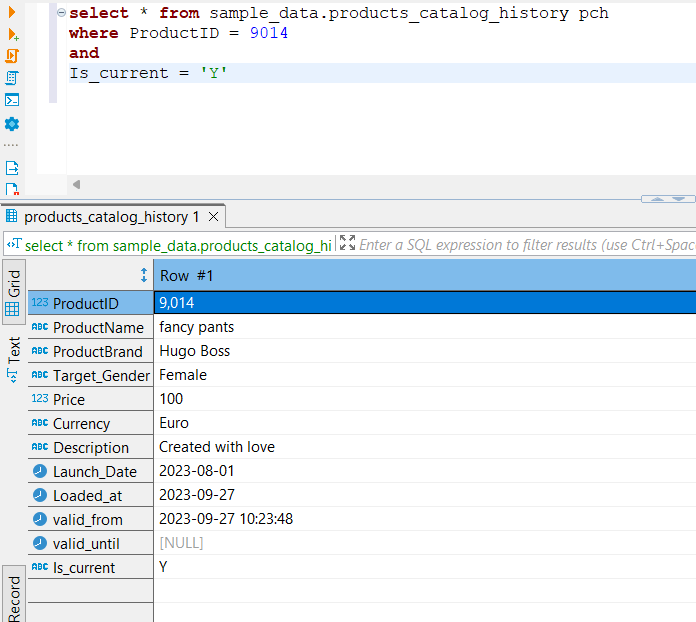 select * from sample_data.products_catalog_history pch
where ProductID = 9014
and
Is_current = 'Y'
products_catalog_history 1
select * from sample_data.products_catalog_hi Enter a SQL expression to filter results (use Ctrl+Spac
Grid
Text
Record
Row #1
123 ProductID 9,014
ABC ProductName fancy pants
ABC ProductBrand Hugo Boss
ABC Target_Gender Female
123 Price 100
ABC Currency Euro
ABC Description Created with love
Launch_Date 2023-08-01
Loaded_at 2023-09-27
valid_from 2023-09-27 10:23:48
valid_until [NULL]
ABC Is_current Y